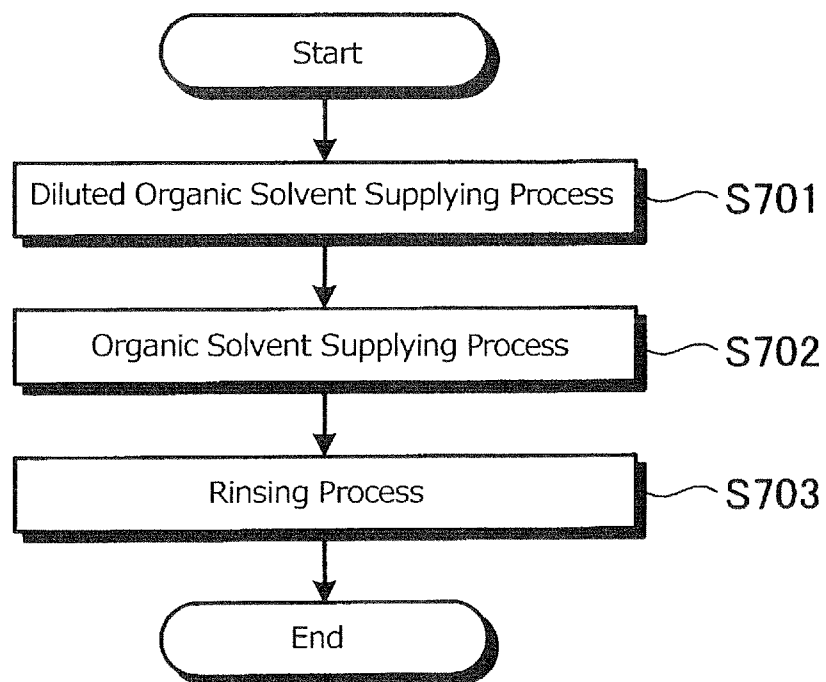 Start
Diluted Organic Solvent Supplying Process
S701
Organic Solvent Supplying Process
S702
Rinsing Process
S703
End